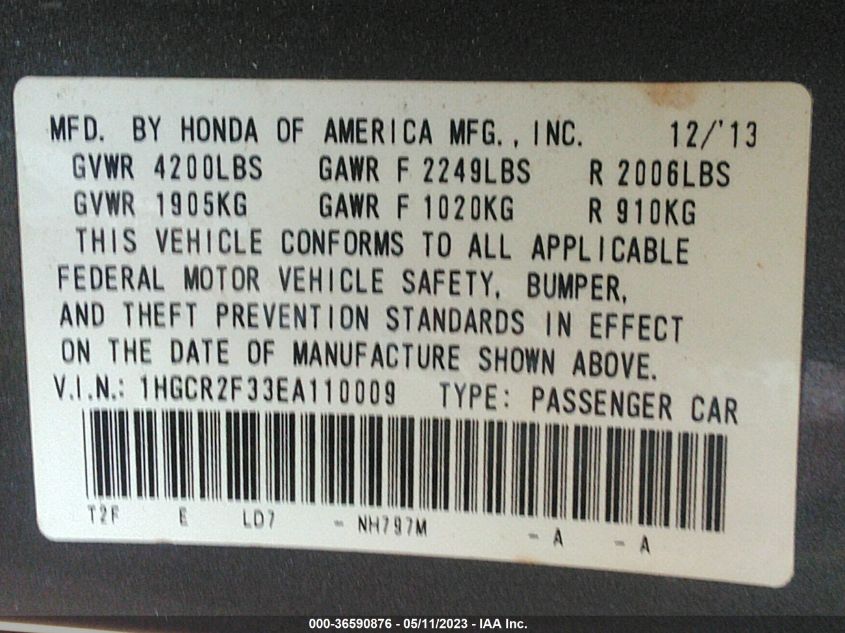 MFD. BY HONDA OF AMERICA MFG., INC. 12/'13
GVWR 4200LBS GAWR F 2249LBS R 2006LBS
GVWR 1905KG GAWR F 1020KG R 910KG
THIS VEHICLE CONFORMS TO ALL APPLICABLE
FEDERAL MOTOR VEHICLE SAFETY, BUMPER,
AND THEFT PREVENTION STANDARDS IN EFFECT
ON THE DATE OF MANUFACTURE SHOWN ABOVE.
V.I.N.: 1HGCR2F33EA110009 TYPE: PASSENGER CAR
T2F E LD7 - NH797M - A - A
000-36590876 - 05/11/2023 - IAA Inc.